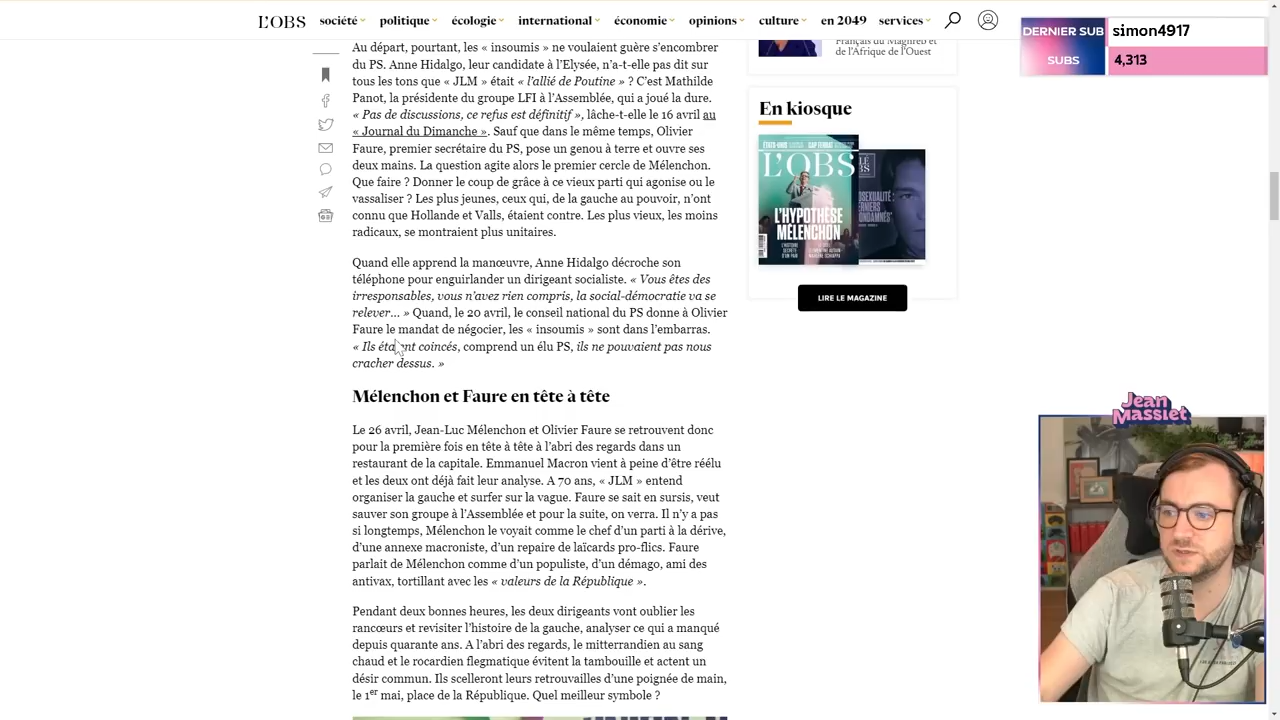 L'OBS
société politique écologie international économie opinions culture en 2049 services
DERNIER SUB simon4917
SUBS 4,313
Français du Maghreb et
de l'Afrique de l'Ouest
Au départ, pourtant, les « insoumis » ne voulaient guère s'encombrer
du PS. Anne Hidalgo, leur candidate à l'Elysée, n'a-t-elle pas dit sur
tous les tons que « JLM » était « l'allié de Poutine » ? C'est Mathilde
Panot, la présidente du groupe LFI à l'Assemblée, qui a joué la dure.
« Pas de discussions, ce refus est définitif », lâche-t-elle le 16 avril au
« Journal du Dimanche ». Sauf que dans le même temps, Olivier
Faure, premier secrétaire du PS, pose un genou à terre et ouvre ses
deux mains. La question agite alors le premier cercle de Mélenchon.
Que faire ? Donner le coup de grâce à ce vieux parti qui agonise ou le
vassaliser ? Les plus jeunes, ceux qui, de la gauche au pouvoir, n'ont
connu que Hollande et Valls, étaient contre. Les plus vieux, les moins
radicaux, se montraient plus unitaires.
Quand elle apprend la manœuvre, Anne Hidalgo décroche son
téléphone pour enguirlander un dirigeant socialiste. « Vous êtes des
irresponsables, vous n'avez rien compris, la social-démocratie va se
relever... » Quand, le 20 avril, le conseil national du PS donne à Olivier
Faure le mandat de négocier, les « insoumis » sont dans l'embarras.
« Ils étaient coincés, comprend un élu PS, ils ne pouvaient pas nous
cracher dessus. »
Mélenchon et Faure en tête à tête
Le 26 avril, Jean-Luc Mélenchon et Olivier Faure se retrouvent donc
pour la première fois en tête à tête à l'abri des regards dans un
restaurant de la capitale. Emmanuel Macron vient à peine d'être réélu
et les deux ont déjà fait leur analyse. A 70 ans, « JLM » entend
organiser la gauche et surfer sur la vague. Faure se sait en sursis, veut
sauver son groupe à l'Assemblée et pour la suite, on verra. Il n'y a pas
si longtemps, Mélenchon le voyait comme le chef d'un parti à la dérive,
d'une annexe macroniste, d'un repaire de laïcards pro-flics. Faure
parlait de Mélenchon comme d'un populiste, d'un démago, ami des
antivax, tortillant avec les « valeurs de la République ».
Pendant deux bonnes heures, les deux dirigeants vont oublier les
rancœurs et revisiter l'histoire de la gauche, analyser ce qui a manqué
depuis quarante ans. A l'abri des regards, le mitterrandien au sang
chaud et le rocardien flegmatique évitent la tambouille et actent un
désir commun. Ils scelleront leurs retrouvailles d'une poignée de main,
le 1er mai, place de la République. Quel meilleur symbole ?
En kiosque
L'OBS
L'HYPOTHÈSE
MÉLENCHON
LIRE LE MAGAZINE
Jean
Massiet